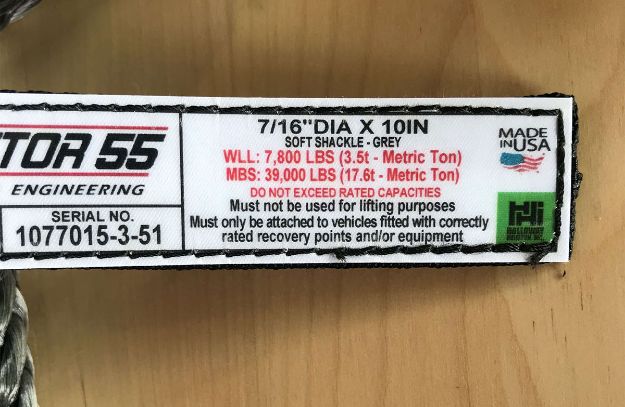 TOR 55
ENGINEERING
SERIAL NO.
1077015-3-51
7/16"DIA X 10IN
SOFT SHACKLE - GREY
WLL: 7,800 LBS (3.5t - Metric Ton)
MBS: 39,000 LBS (17.6t - Metric Ton)
DO NOT EXCEED RATED CAPACITIES
Must not be used for lifting purposes
Must only be attached to vehicles fitted with correctly
rated recovery points and/or equipment
MADE
IN USA
HOLLOWAY
HOUSTON, INC.